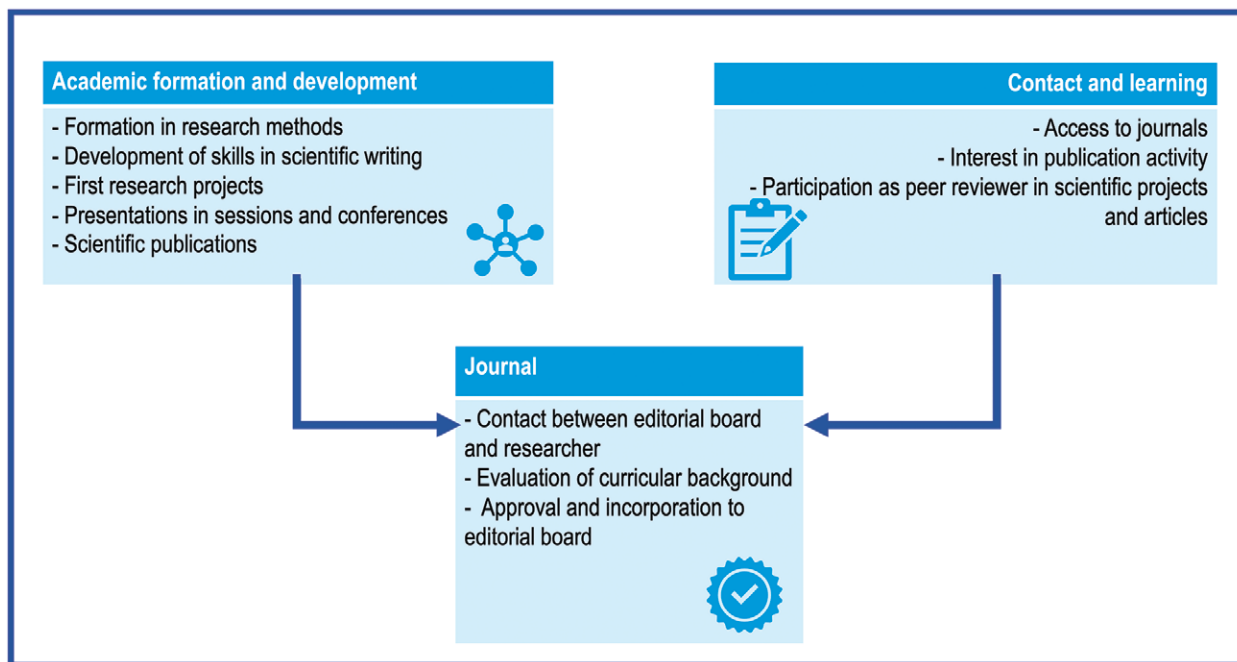 Academic formation and development
- Formation in research methods
- Development of skills in scientific writing
- First research projects
- Presentations in sessions and conferences
- Scientific publications
Contact and learning
- Access to journals
- Interest in publication activity
- Participation as peer reviewer in scientific projects
and articles
Journal
- Contact between editorial board
and researcher
- Evaluation of curricular background
- Approval and incorporation to
editorial board